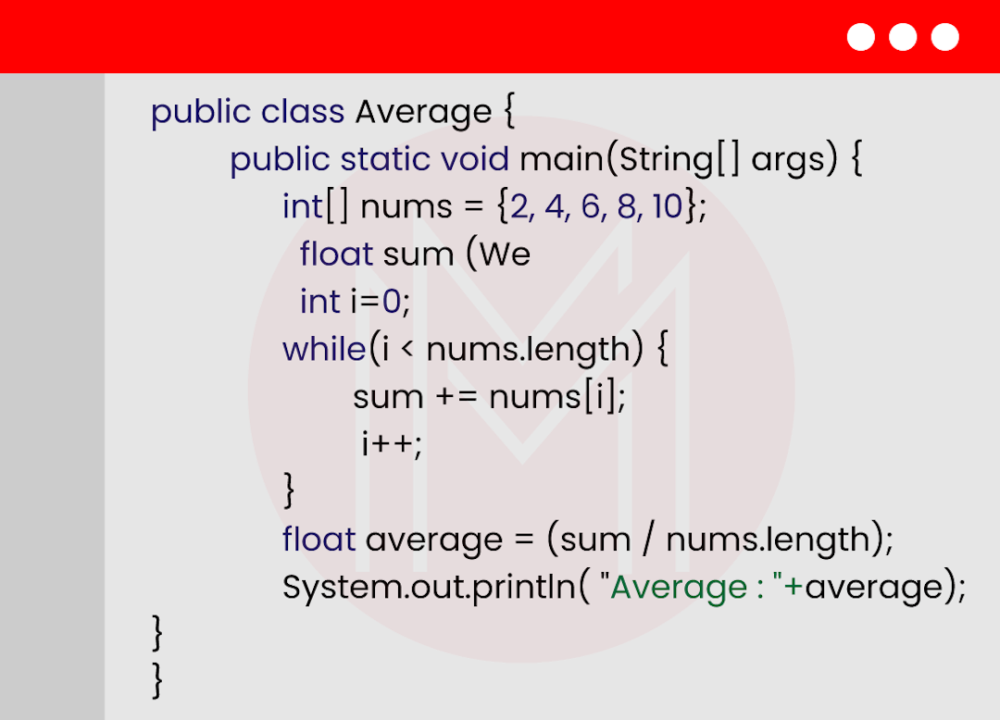 public class Average {
public static void main(String[] args) {
int[] nums = {2, 4, 6, 8, 10};
float sum (We
int i=0;
while(i < nums.length) {
sum += nums[i];
i++;
}
float average = (sum / nums.length);
System.out.println( "Average : "+average);
}
}